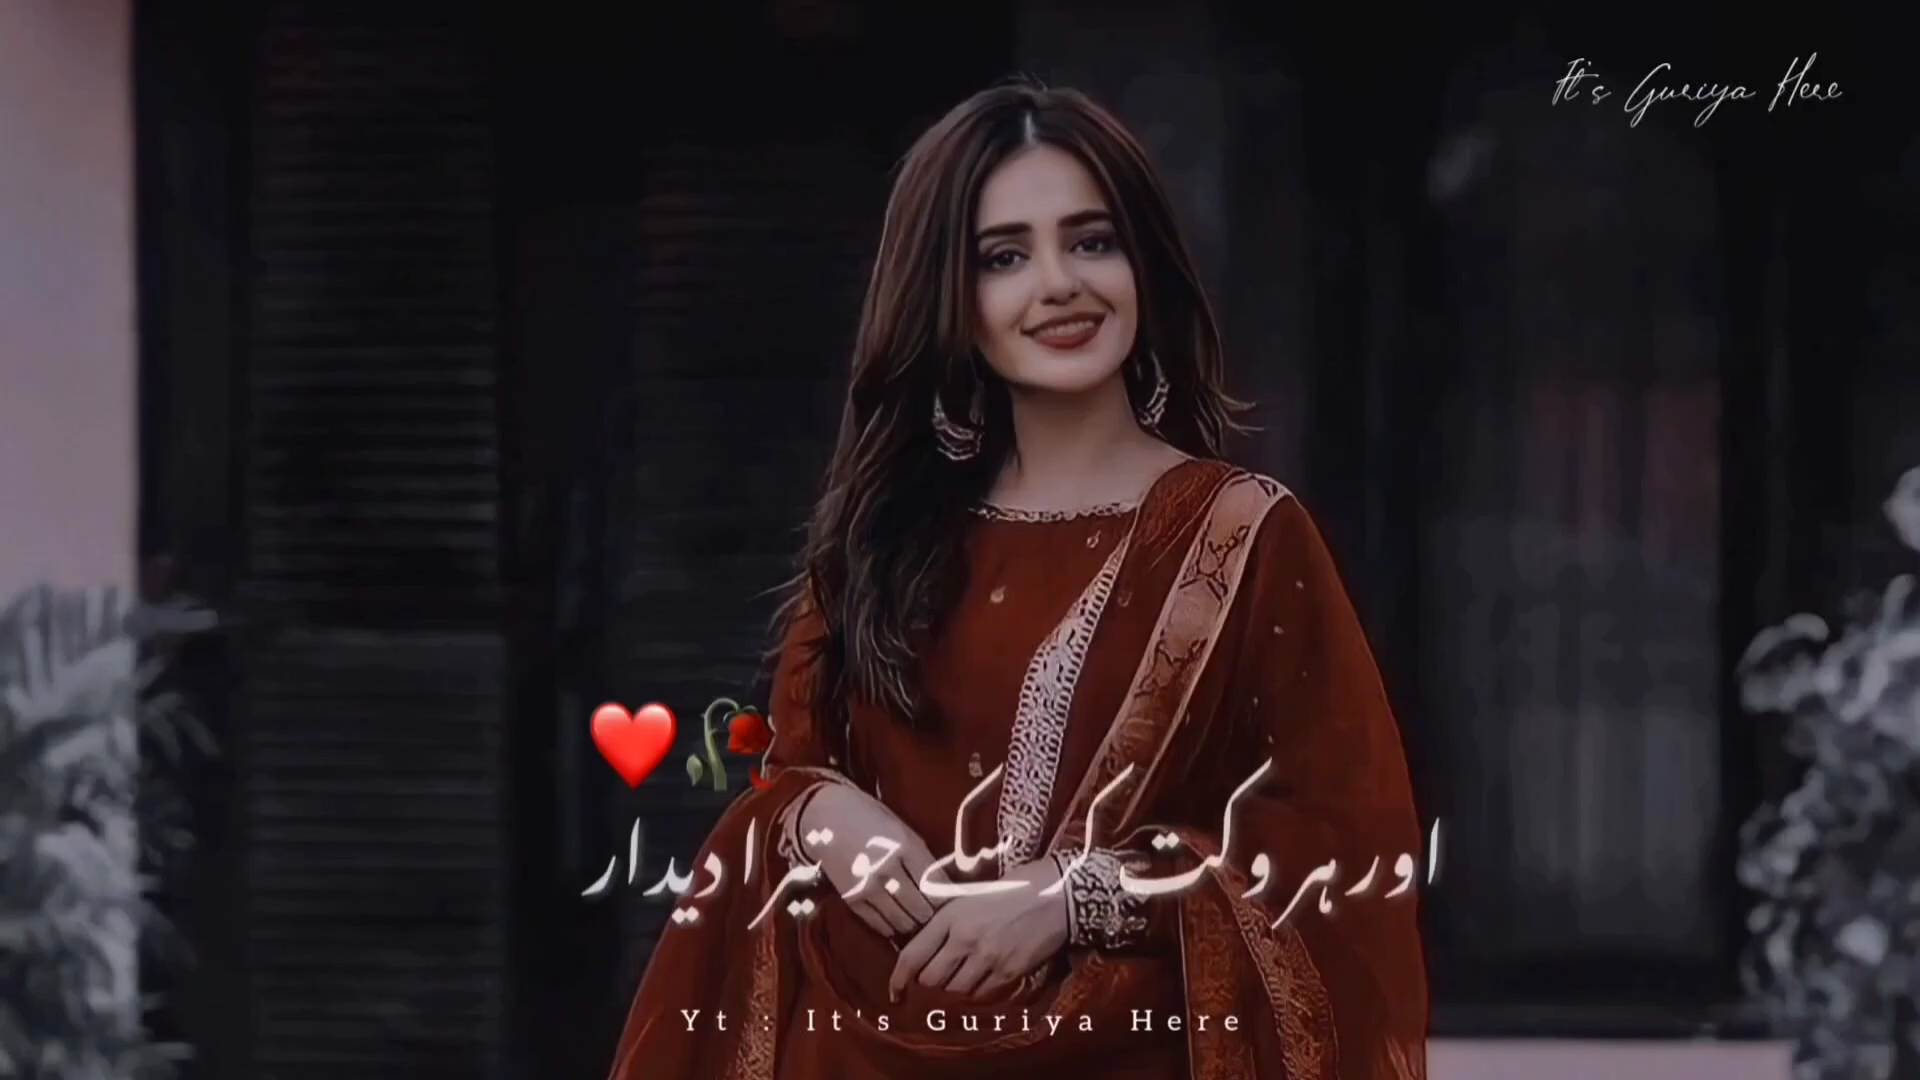 It's Guriya Here
❤️🥀
اور ہر وکت کر سکے جو تیرا دیدار
Yt : It's Guriya Here